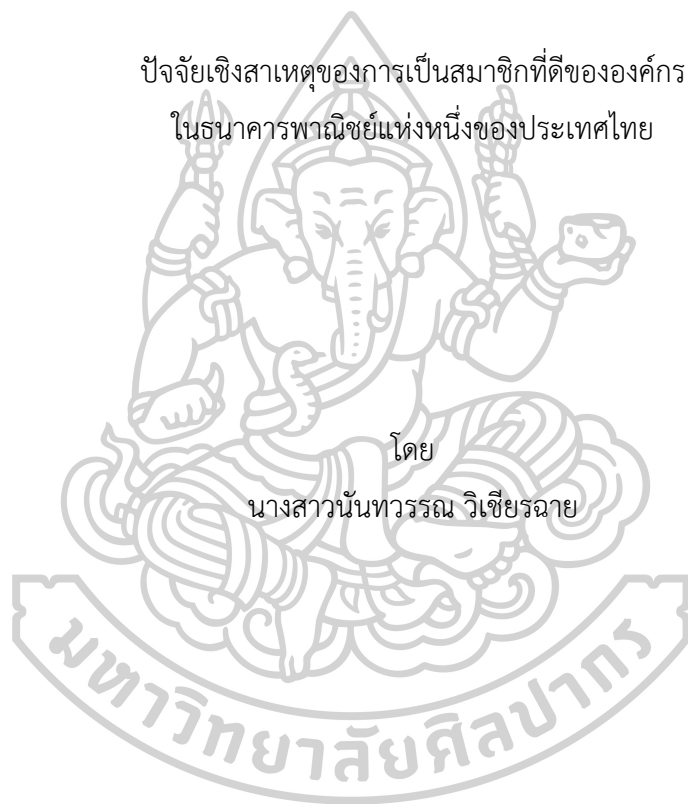 ปัจจัยเชิงสาเหตุของการเป็นสมาชิกที่ดีขององค์กร
ในธนาคารพาณิชย์แห่งหนึ่งของประเทศไทย
โดย
นางสาวนันทวรรณ วิเชียรฉาย
มหาวิทยาลัยศิลปากร